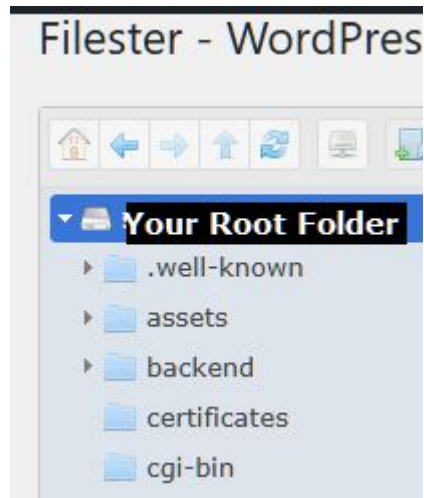 Filester - WordPres
Your Root Folder
.well-known
assets
backend
certificates
cgi-bin